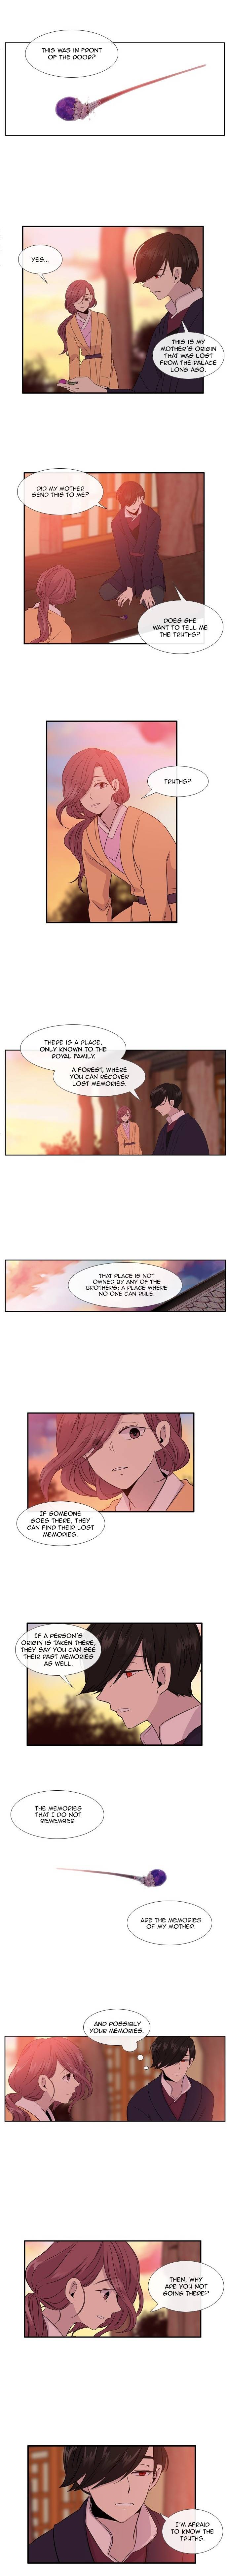 THIS WAS IN FRONT
OF THE DOOR?
YES...
THIS IS MY
MOTHER'S ORIGIN
THAT WAS LOST
FROM THE PALACE
LONG AGO.
DID MY MOTHER
SEND THIS TO ME?
DOES SHE
WANT TO TELL ME
THE TRUTHS?
TRUTHS?
THERE IS A PLACE,
ONLY KNOWN TO THE
ROYAL FAMILY.
A FOREST, WHERE
YOU CAN RECOVER
LOST MEMORIES.
THAT PLACE IS NOT
OWNED BY ANY OF THE
BROTHERS; A PLACE WHERE
NO ONE CAN RULE.
IF SOMEONE
GOES THERE, THEY
CAN FIND THEIR LOST
MEMORIES.
IF A PERSON'S
ORIGIN IS TAKEN THERE,
THEY SAY YOU CAN SEE
THEIR PAST MEMORIES
AS WELL.
THE MEMORIES
THAT I DO NOT
REMEMBER
ARE THE MEMORIES
OF MY MOTHER.
AND POSSIBLY
YOUR MEMORIES.
THEN, WHY
ARE YOU NOT
GOING THERE?
I'M AFRAID
TO KNOW THE
TRUTHS.